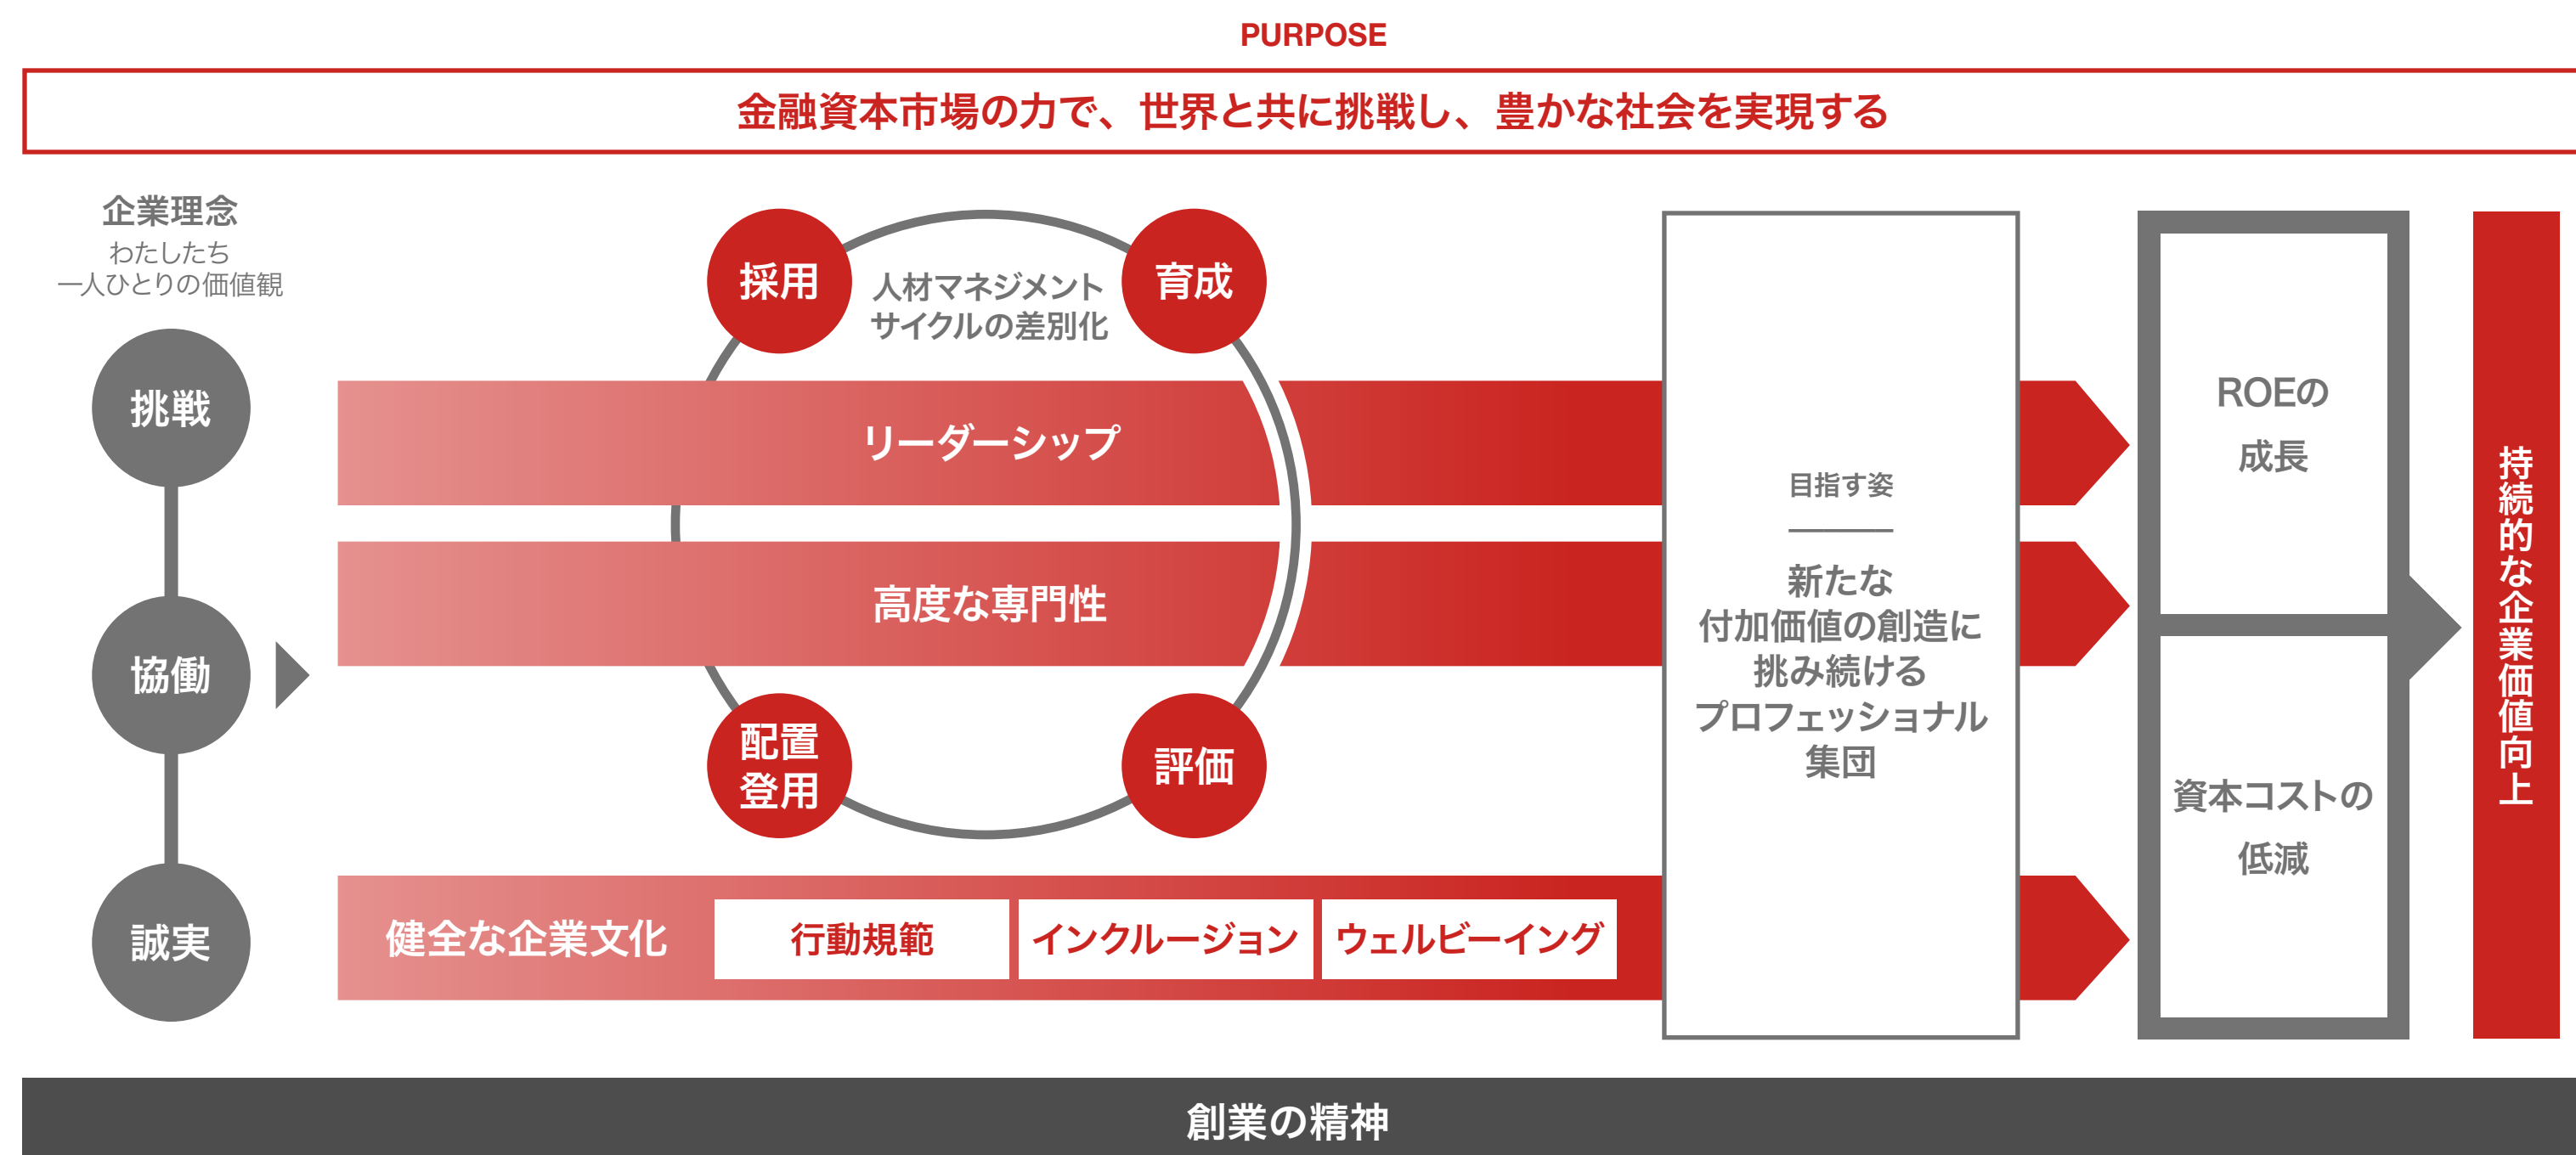 PURPOSE
金融資本市場の力で、世界と共に挑戦し、豊かな社会を実現する
企業理念
わたしたち
一人ひとりの価値観
挑戦
協働
誠実
採用
人材マネジメント
サイクルの差別化
育成
リーダーシップ
高度な専門性
配置
登用
評価
健全な企業文化
行動規範
インクルージョン
ウェルビーイング
目指す姿
新たな
付加価値の創造に
挑み続ける
プロフェッショナル
集団
ROEの
成長
資本コストの
低減
持続的な企業価値向上
創業の精神